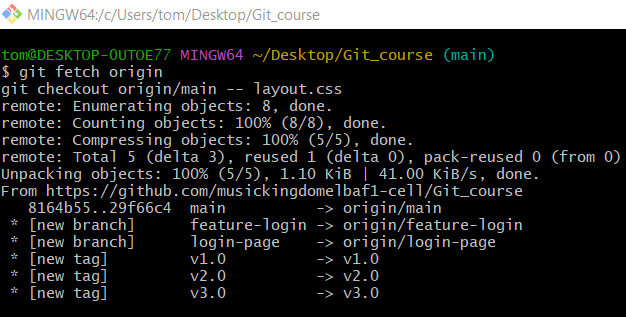 MINGW64:/c/Users/tom/Desktop/Git_course
tom@DESKTOP-OUTOE77 MINGW64 ~/Desktop/Git_course (main)
$ git fetch origin
git checkout origin/main -- layout.css
remote: Enumerating objects: 8, done.
remote: Counting objects: 100% (8/8), done.
remote: Compressing objects: 100% (5/5), done.
remote: Total 5 (delta 3), reused 1 (delta 0), pack-reused 0 (from 0)
Unpacking objects: 100% (5/5), 1.10 KiB | 41.00 KiB/s, done.
From https://github.com/musickingdomelbaf1-cell/Git_course
   8164b55..29f66c4  main          -> origin/main
 * [new branch]      feature-login -> origin/feature-login
 * [new branch]      login-page    -> origin/login-page
 * [new tag]         v1.0          -> v1.0
 * [new tag]         v2.0          -> v2.0
 * [new tag]         v3.0          -> v3.0